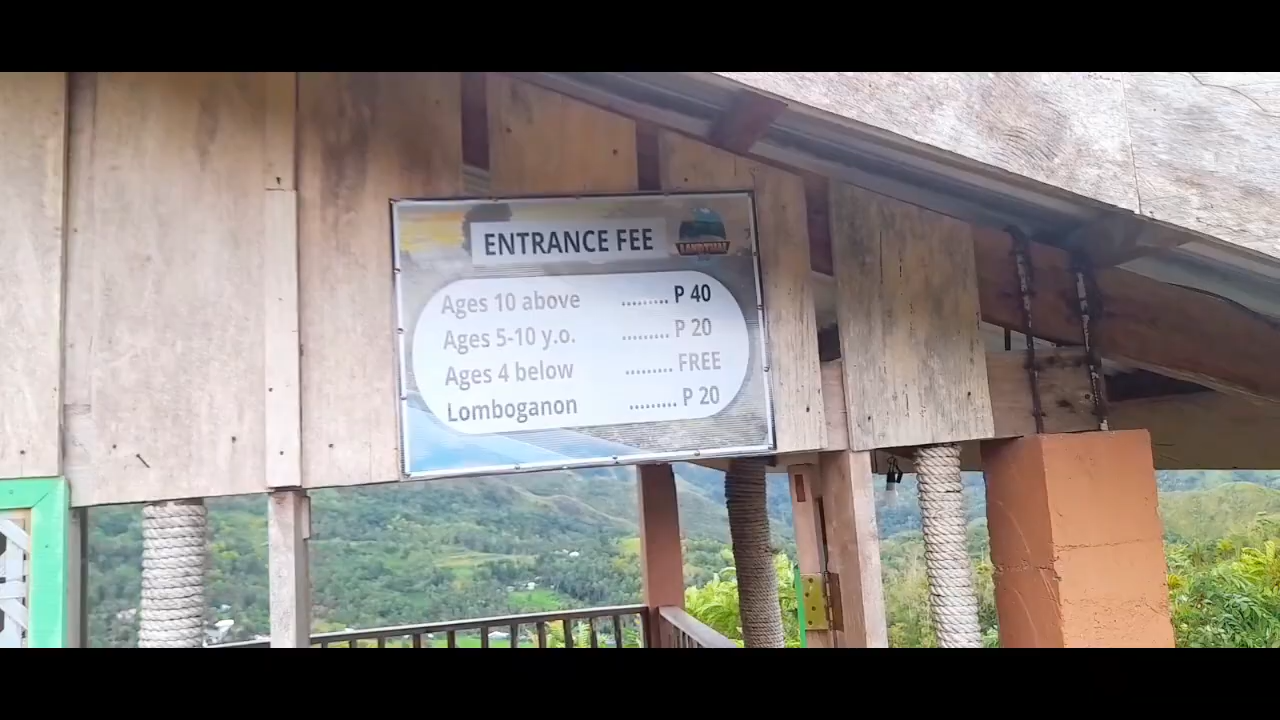 ENTRANCE FEE
Ages 10 above ......... P 40
Ages 5-10 y.o. ......... P 20
Ages 4 below ......... FREE
Lomboganon ......... P 20